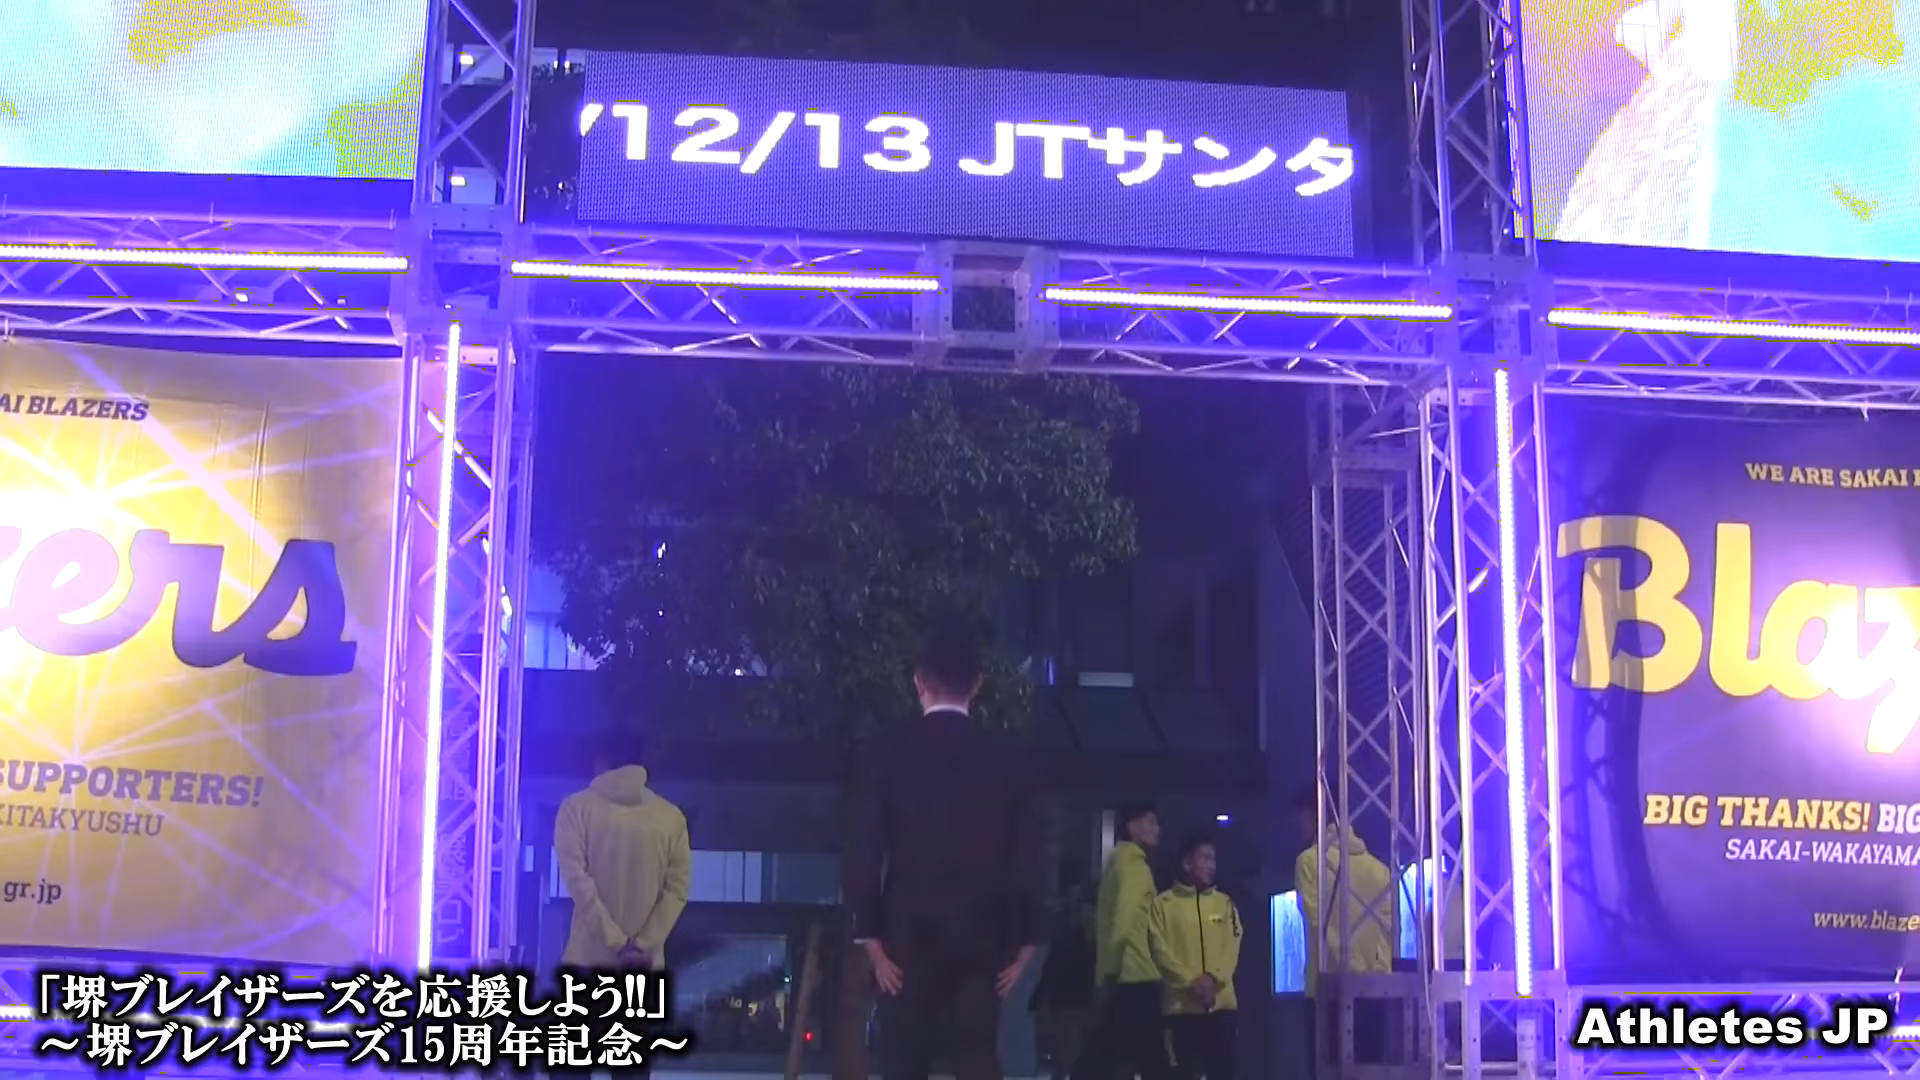 /12/13 JTサンタ
AI BLAZERS
zers
SUPPORTERS!
KITAKYUSHU
gr.jp
WE ARE SAKAI
Blaz
BIG THANKS! BIG
SAKAI-WAKAYAMA
www.blaze
「堺ブレイザーズを応援しよう!!」
～堺ブレイザーズ15周年記念～
Athletes JP